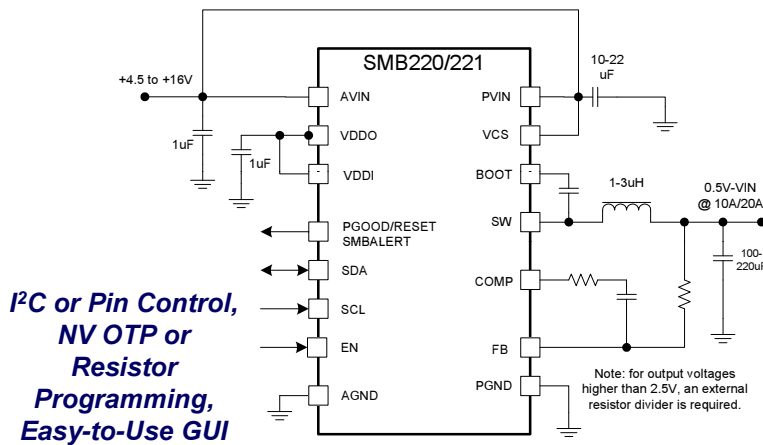 SMB220/221
10-22
uF
+4.5 to +16V
AVIN
PVIN
1uF
VDDO
VCS
1uF
VDDI
BOOT
1-3uH
0.5V-VIN
@ 10A/20A
PGOOD/RESET
SMBALERT
SW
100-
220uF
SDA
COMP
I²C or Pin Control,
NV OTP or
Resistor
Programming,
Easy-to-Use GUI
SCL
EN
FB
AGND
PGND
Note: for output voltages
higher than 2.5V, an external
resistor divider is required.